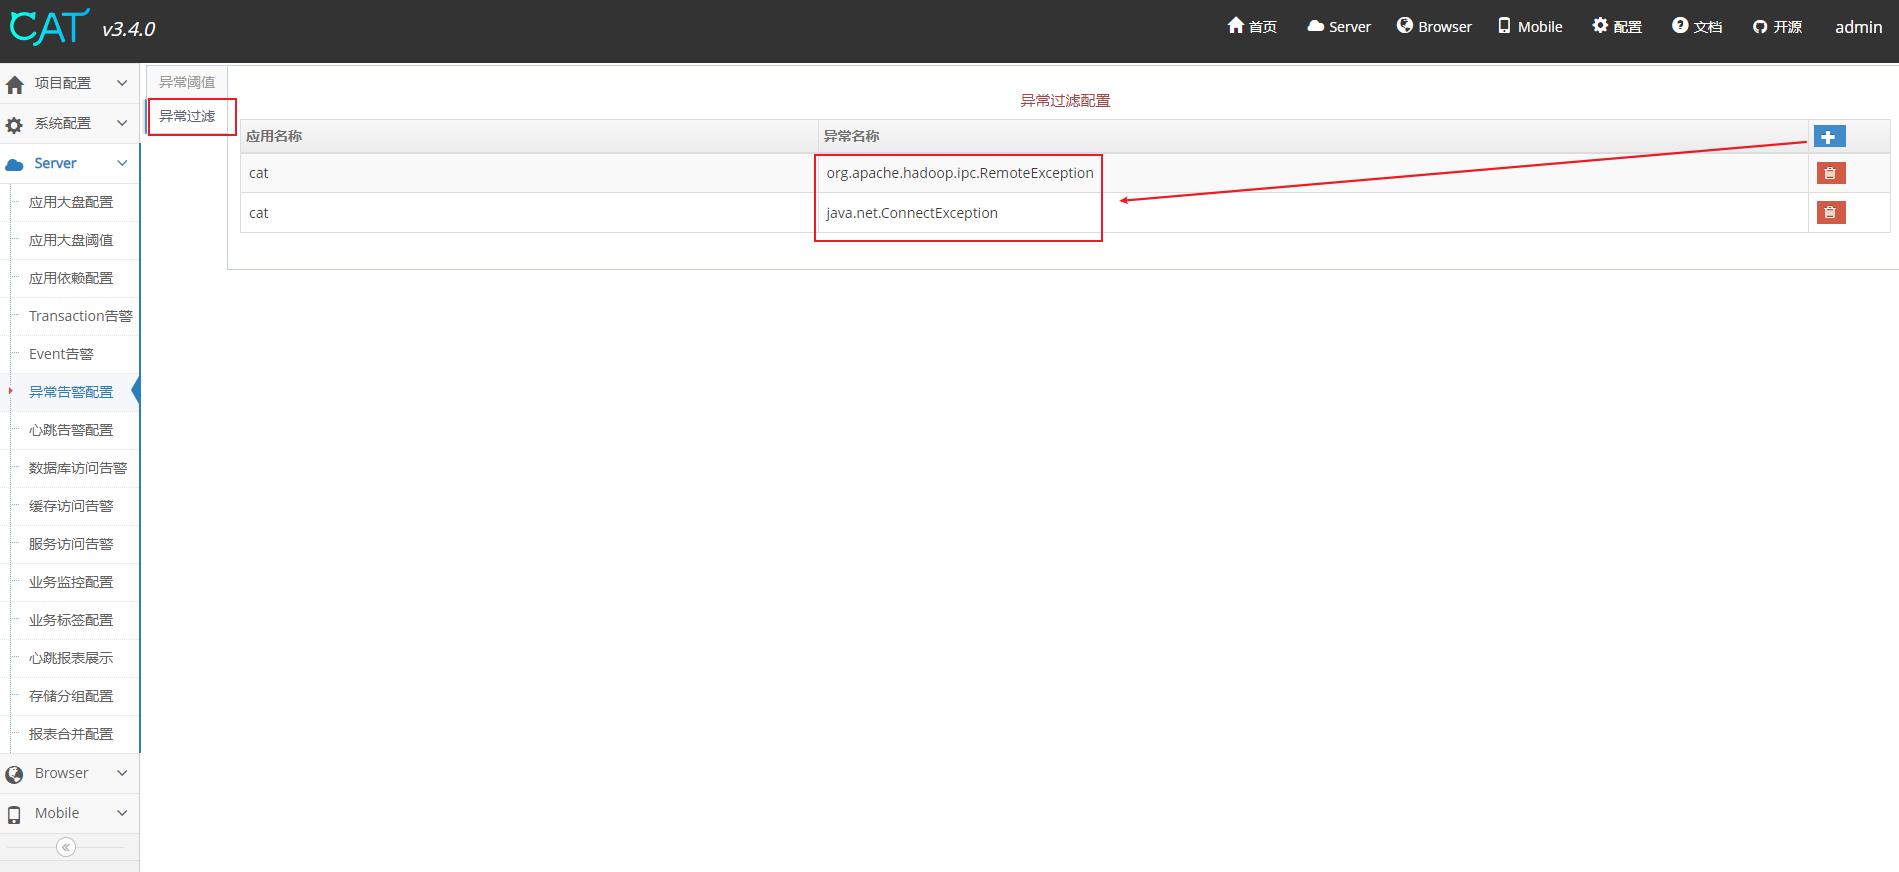 CAT v3.4.0
首页 Server Browser Mobile 配置 文档 开源 admin
项目配置
系统配置
Server
应用大盘配置
应用大盘阈值
应用依赖配置
Transaction告警
Event告警
异常告警配置
心跳告警配置
数据库访问告警
缓存访问告警
服务访问告警
业务监控配置
业务标签配置
心跳报表展示
存储分组配置
报表合并配置
Browser
Mobile
异常阈值
异常过滤
异常过滤配置
应用名称 异常名称
cat org.apache.hadoop.ipc.RemoteException
cat java.net.ConnectException